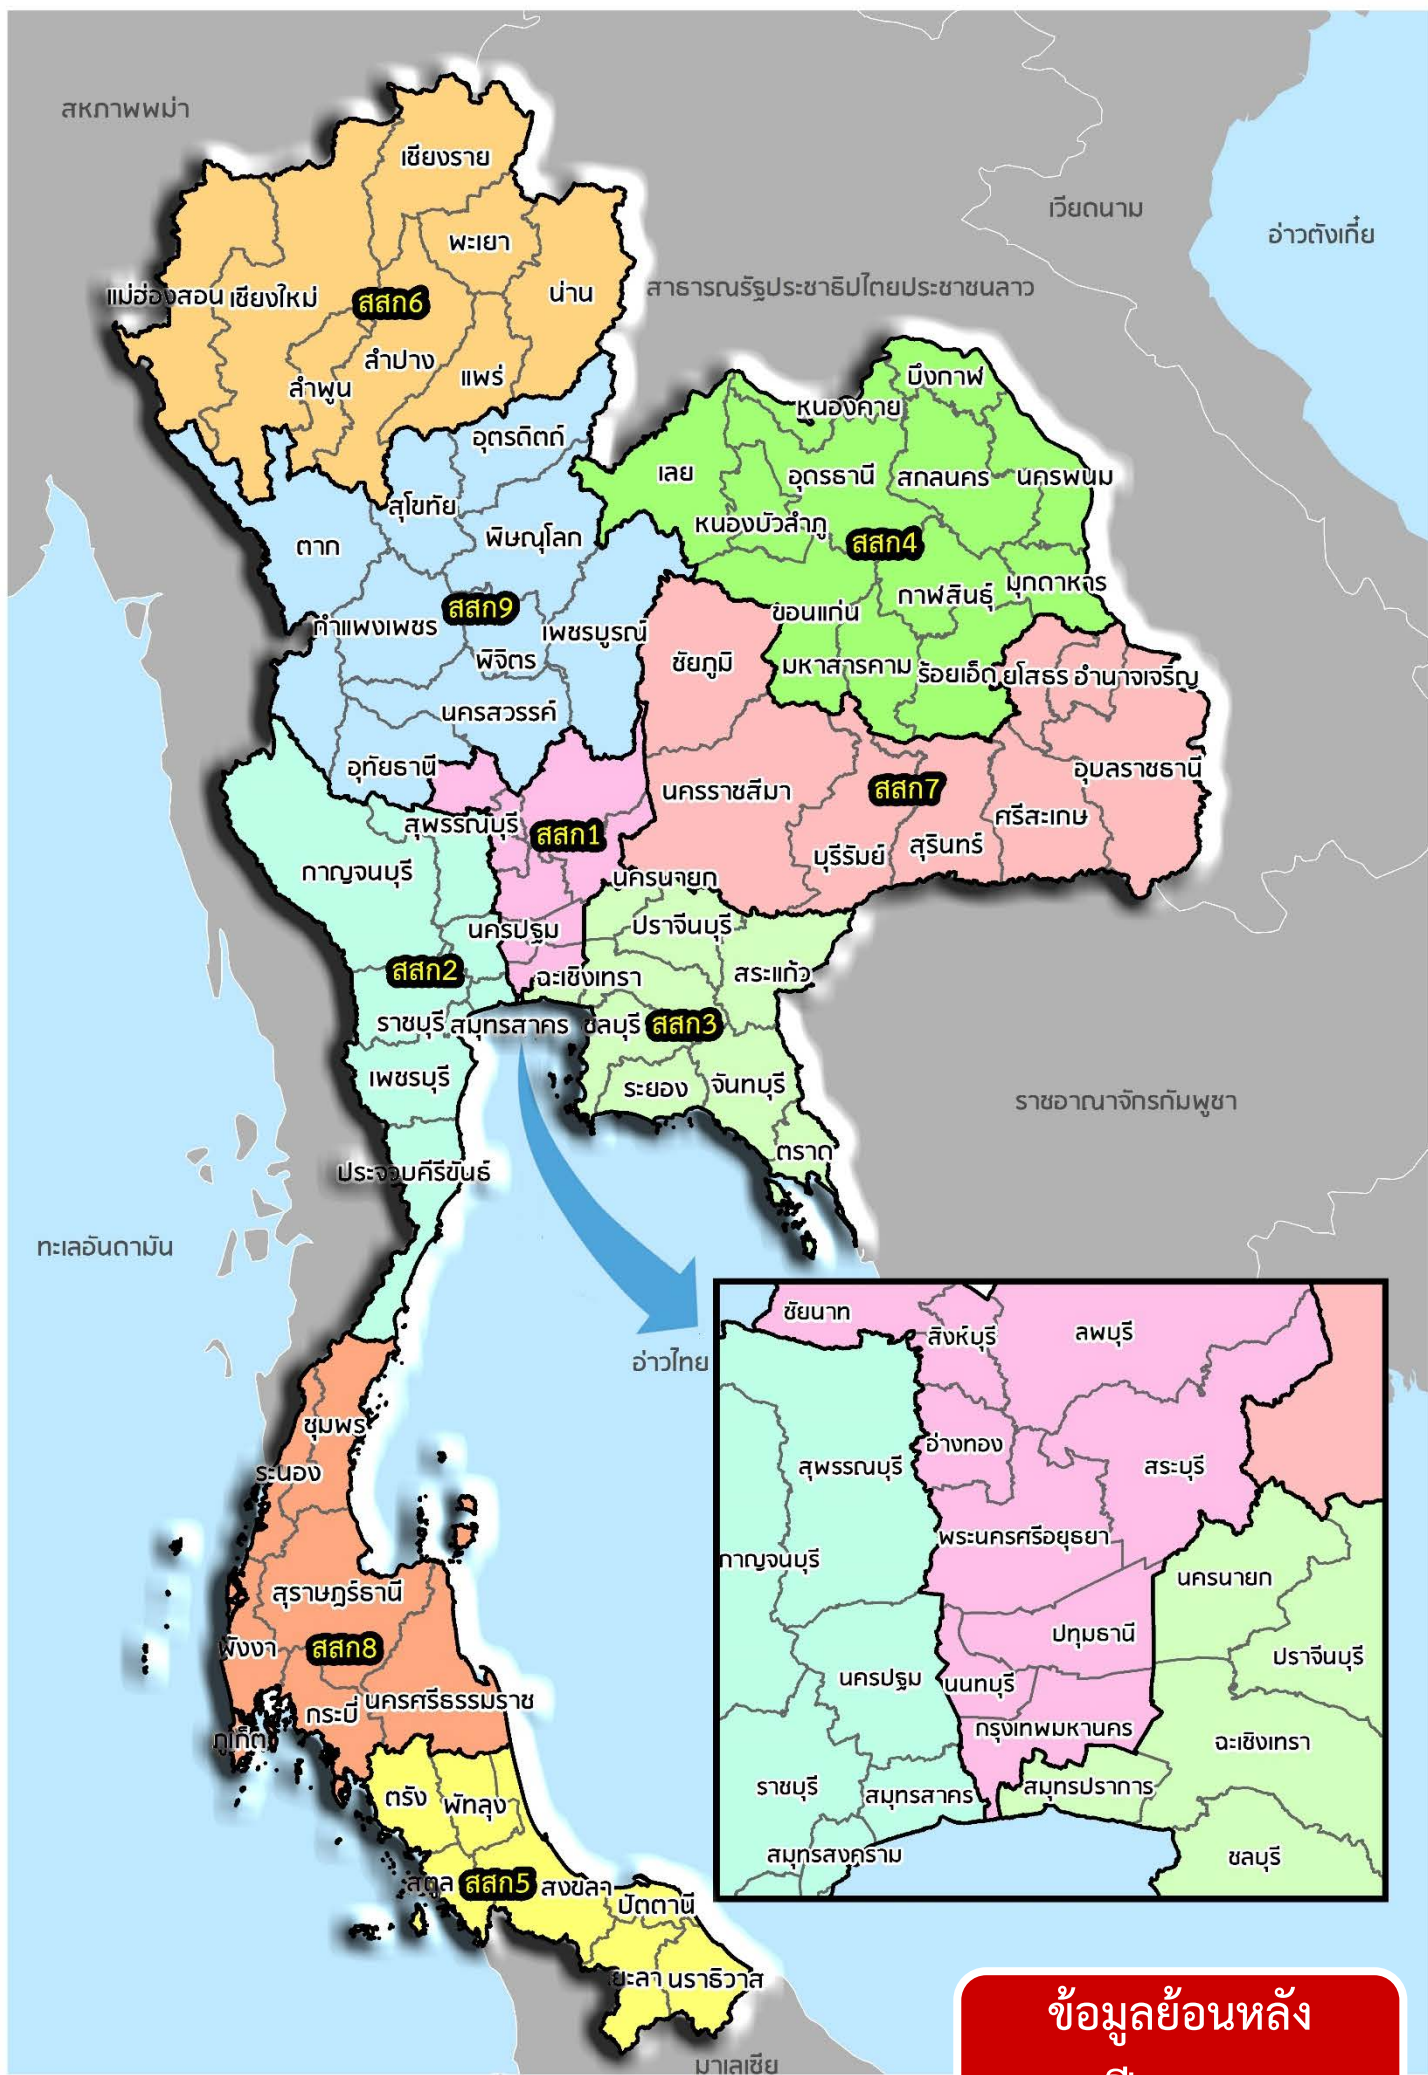 สหภาพพม่า
เชียงราย
เวียดนาม
อ่าวตังเกี๋ย
พะเยา
แม่ฮ่องสอน
เชียงใหม่
สสก6
น่าน
สาธารณรัฐประชาธิปไตยประชาชนลาว
ลำปาง
ลำพูน
แพร่
บึงกาฬ
หนองคาย
อุตรดิตถ์
เลย
อุดรธานี
สกลนคร
นครพนม
สุโขทัย
หนองบัวลำภู
พิษณุโลก
ตาก
สสก4
กาฬสินธุ์
มุกดาหาร
กำแพงเพชร
สสก9
เพชรบูรณ์
ขอนแก่น
พิจิตร
ชัยภูมิ
มหาสารคาม
ร้อยเอ็ด
ยโสธร
อำนาจเจริญ
นครสวรรค์
อุทัยธานี
นครราชสีมา
สสก7
อุบลราชธานี
สุพรรณบุรี
สสก1
ศรีสะเกษ
กาญจนบุรี
บุรีรัมย์
สุรินทร์
นครนายก
นครปฐม
ปราจีนบุรี
สสก2
ฉะเชิงเทรา
สระแก้ว
ราชบุรี
สมุทรสาคร
ชลบุรี
สสก3
เพชรบุรี
ระยอง
จันทบุรี
ราชอาณาจักรกัมพูชา
ตราด
ประจวบคีรีขันธ์
ทะเลอันดามัน
อ่าวไทย
ชัยนาท
สิงห์บุรี
ลพบุรี
อ่างทอง
สุพรรณบุรี
สระบุรี
พระนครศรีอยุธยา
กาญจนบุรี
นครนายก
ปทุมธานี
ปราจีนบุรี
นครปฐม
นนทบุรี
กรุงเทพมหานคร
ฉะเชิงเทรา
ราชบุรี
สมุทรสาคร
สมุทรปราการ
สมุทรสงคราม
ชลบุรี
ชุมพร
ระนอง
สุราษฎร์ธานี
พังงา
สสก8
กระบี่
นครศรีธรรมราช
ภูเก็ต
ตรัง
พัทลุง
สตูล
สสก5
สงขลา
ปัตตานี
ยะลา
นราธิวาส
มาเลเซีย
ข้อมูลย้อนหลัง